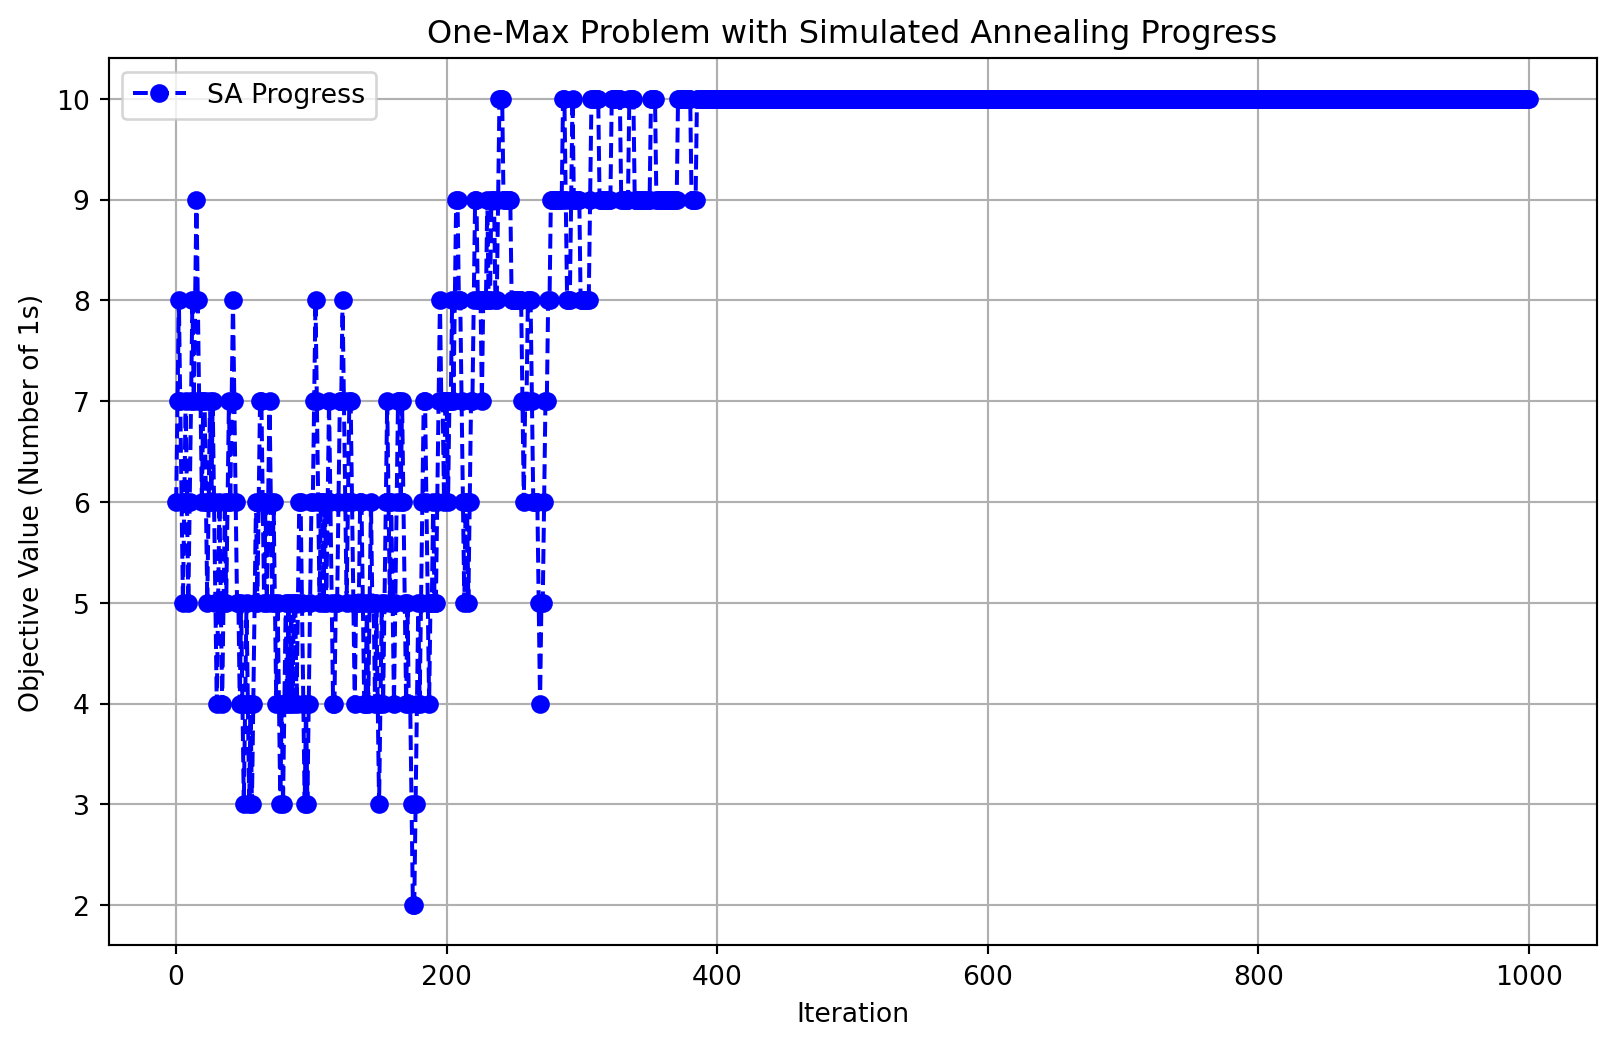 One-Max Problem with Simulated Annealing Progress
SA Progress
Objective Value (Number of 1s)
10
9
8
7
6
5
4
3
2
0 200 400 600 800 1000
Iteration